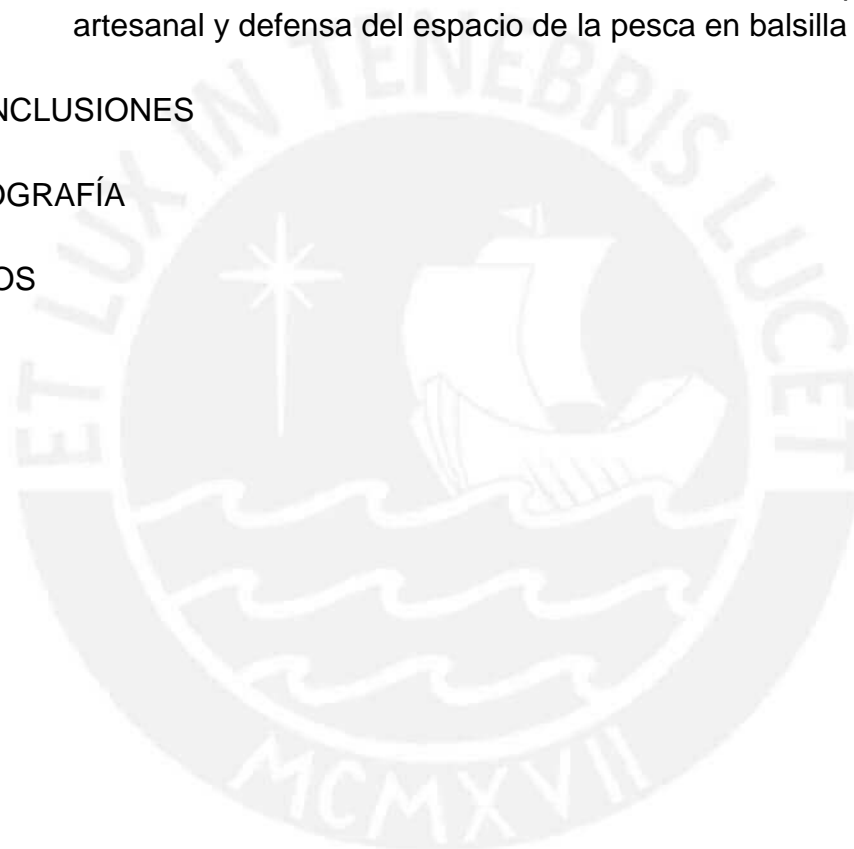 artesanal y defensa del espacio de la pesca en balsilla
NCLUSIONES
OGRAFÍA
OS
ET LUX IN TENEBRIS LUCET
MCMXVII